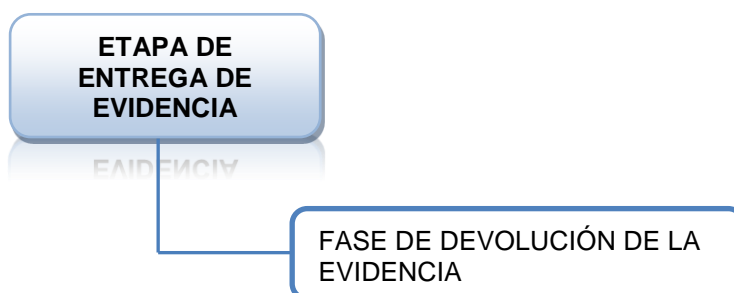 ETAPA DE
ENTREGA DE
EVIDENCIA
FASE DE DEVOLUCIÓN DE LA
EVIDENCIA